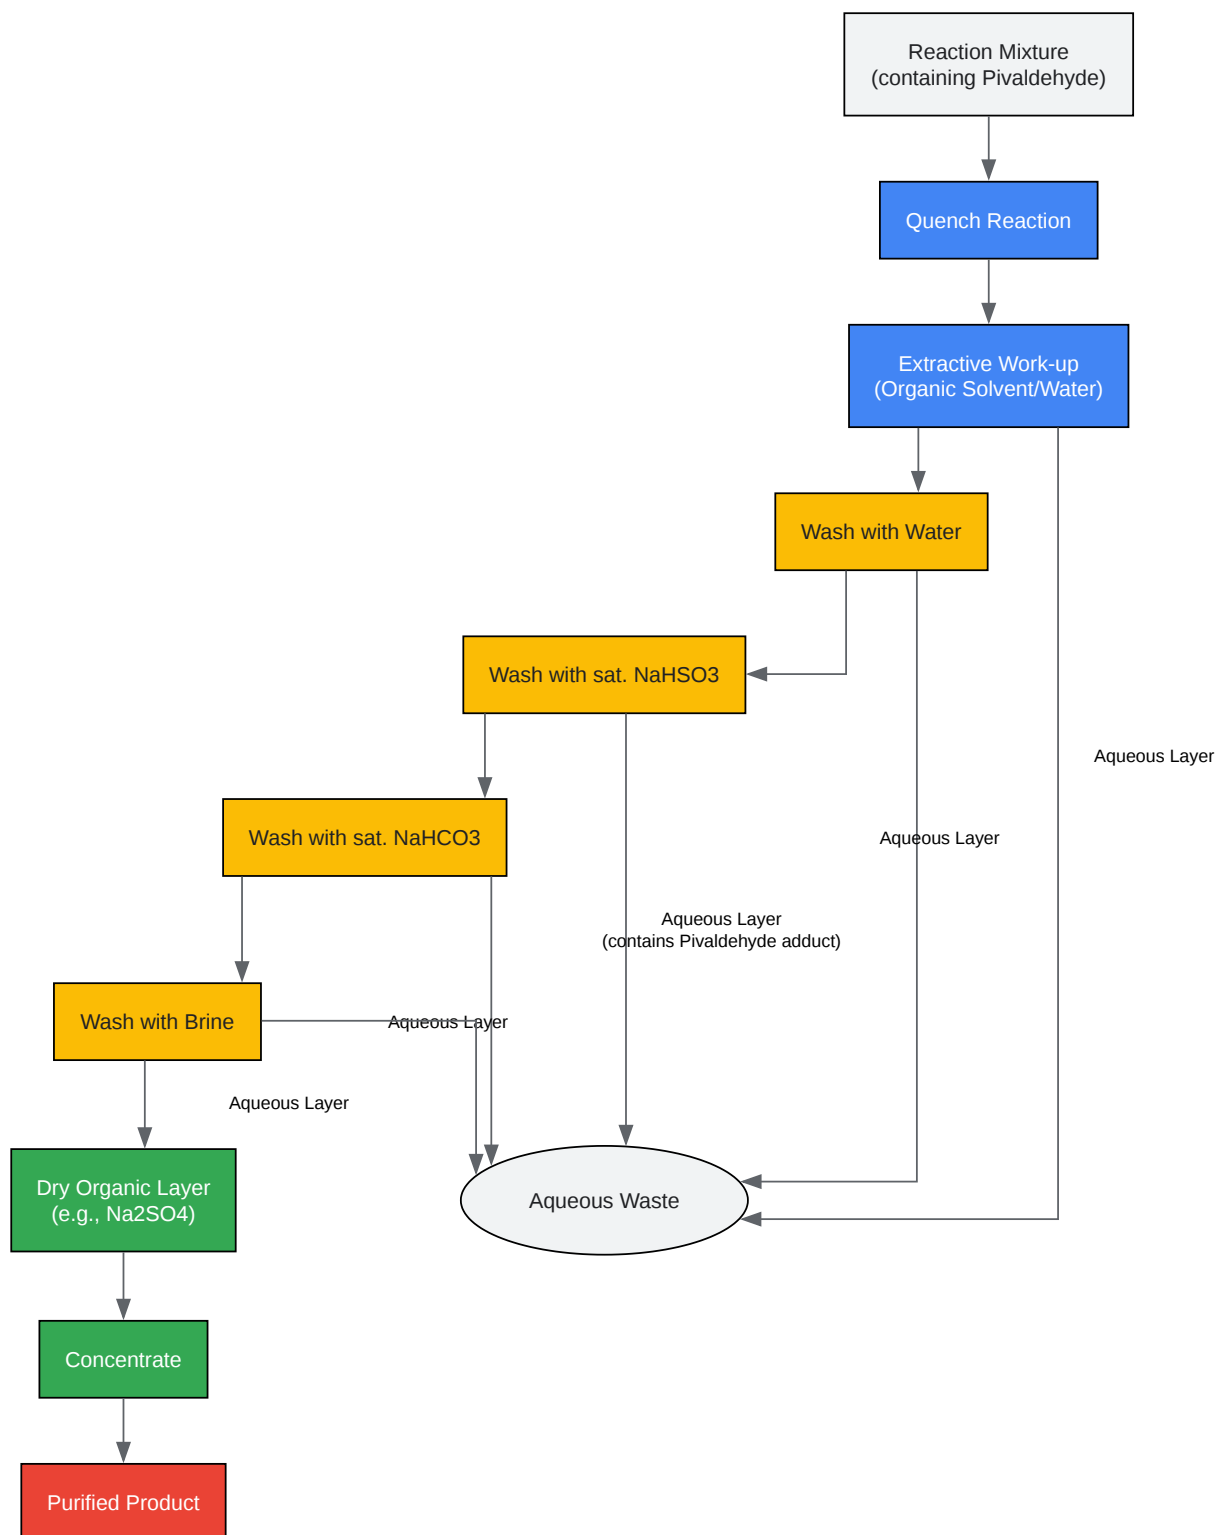 Reaction Mixture
(containing Pivaldehyde)
Quench Reaction
Extractive Work-up
(Organic Solvent/Water)
Wash with Water
Wash with sat. NaHSO3
Aqueous Layer
Wash with sat. NaHCO3
Aqueous Layer
Aqueous Layer
(contains Pivaldehyde adduct)
Wash with Brine
Aqueous Layer
Aqueous Layer
Dry Organic Layer
(e.g., Na2SO4)
Aqueous Waste
Concentrate
Purified Product